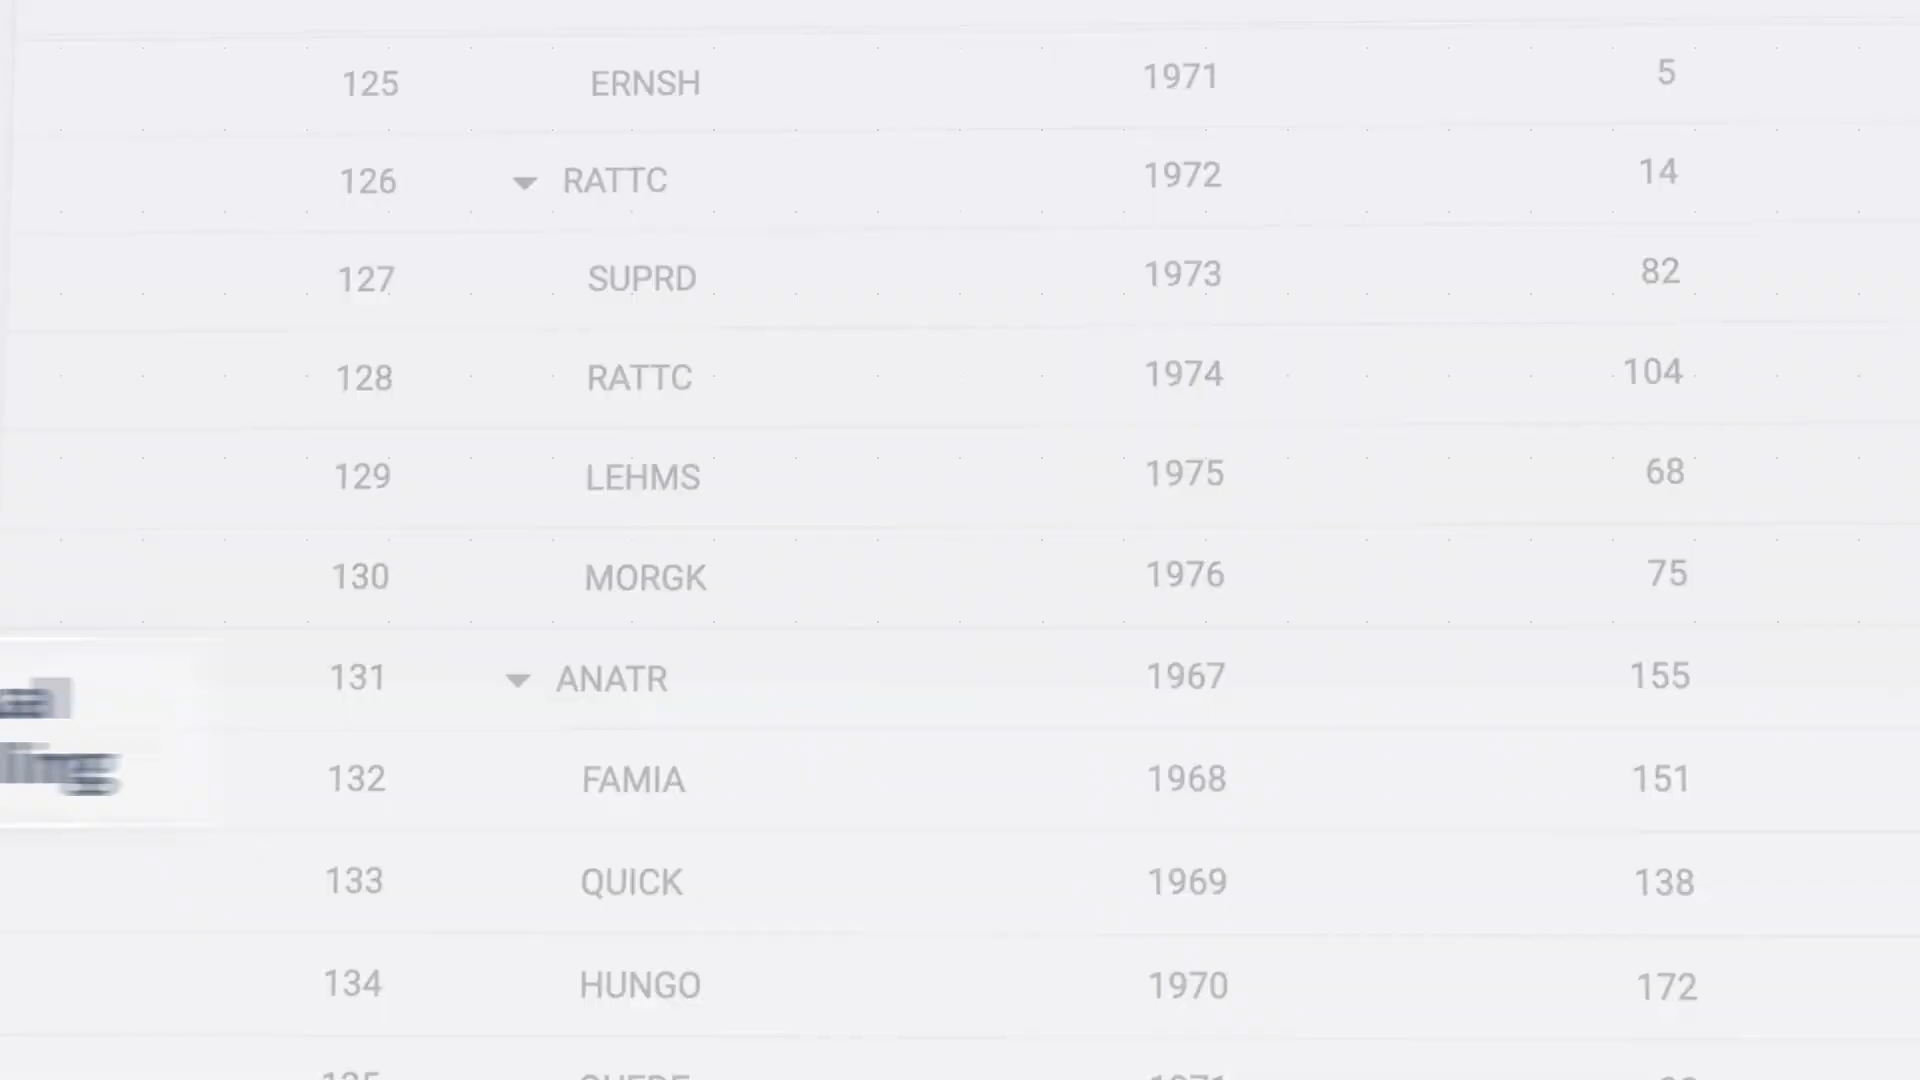 125 ERNSH 1971 5
126 RATTC 1972 14
127 SUPRD 1973 82
128 RATTC 1974 104
129 LEHMS 1975 68
130 MORGK 1976 75
131 ANATR 1967 155
132 FAMIA 1968 151
133 QUICK 1969 138
134 HUNGO 1970 172